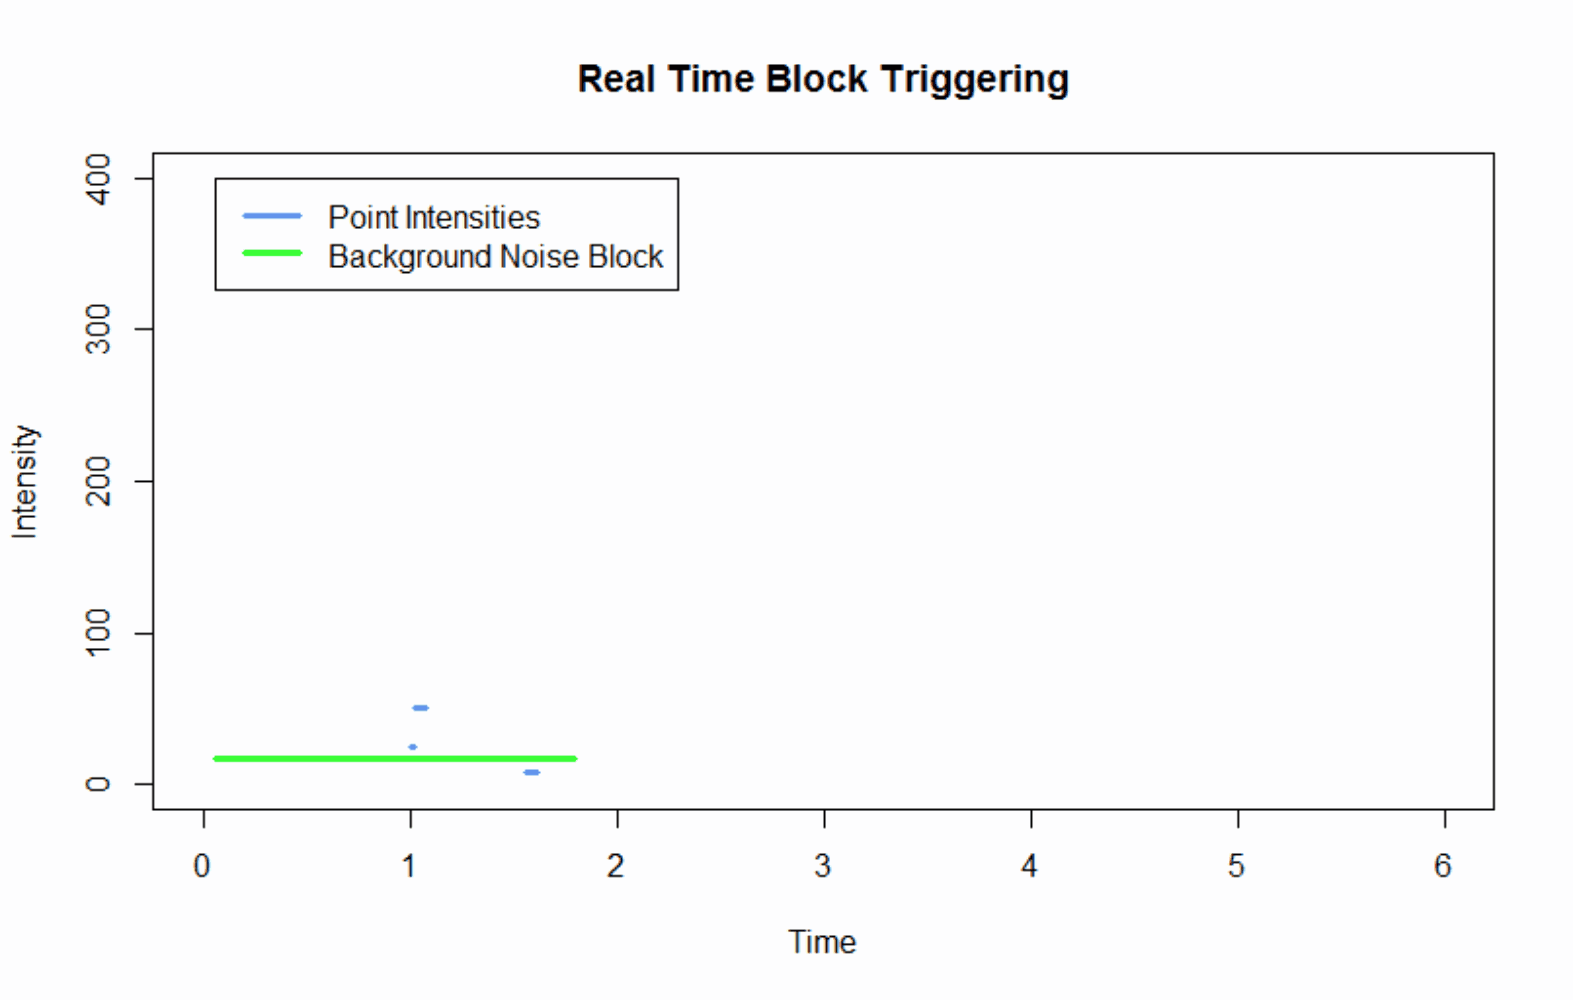 Real Time Block Triggering
400
300
200
100
0
Intensity
Point Intensities
Background Noise Block
0 1 2 3 4 5 6
Time